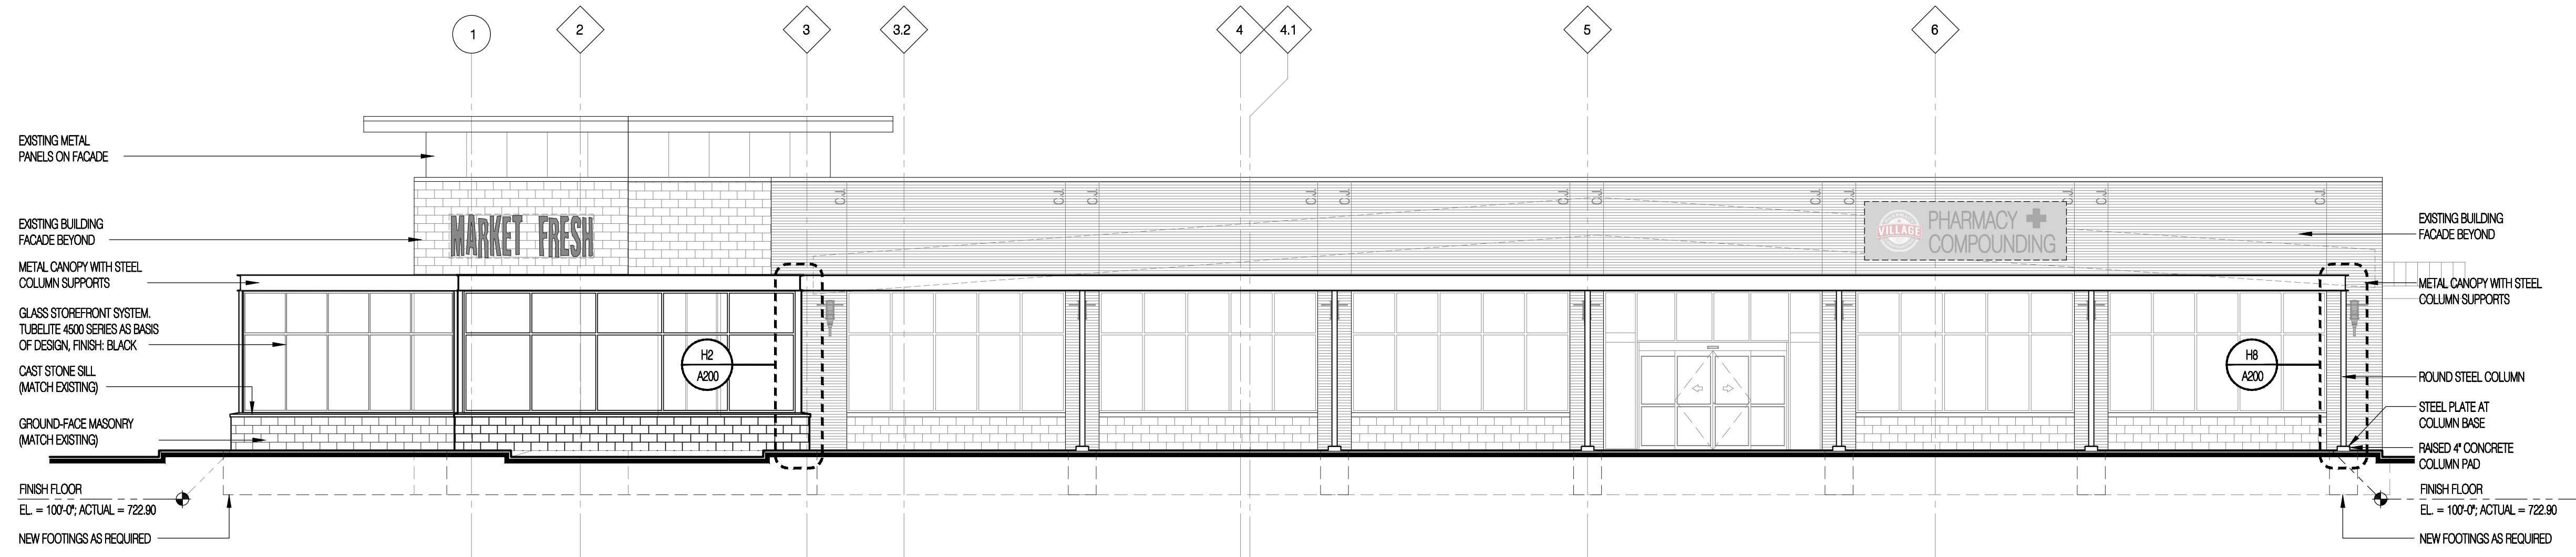 1
2
3
3.2
4
4.1
5
6
EXISTING METAL
PANELS ON FACADE
EXISTING BUILDING
FACADE BEYOND
METAL CANOPY WITH STEEL
COLUMN SUPPORTS
GLASS STOREFRONT SYSTEM.
TUBELITE 4500 SERIES AS BASIS
OF DESIGN, FINISH: BLACK
CAST STONE SILL
(MATCH EXISTING)
GROUND-FACE MASONRY
(MATCH EXISTING)
FINISH FLOOR
EL. = 100'-0"; ACTUAL = 722.90
NEW FOOTINGS AS REQUIRED
MARKET FRESH
C.J.
C.J.
C.J.
C.J.
C.J.
C.J.
C.J.
C.J.
C.J.
C.J.
C.J.
C.J.
VILLAGE
PHARMACY +
COMPOUNDING
H2
A200
H8
A200
EXISTING BUILDING
FACADE BEYOND
METAL CANOPY WITH STEEL
COLUMN SUPPORTS
ROUND STEEL COLUMN
STEEL PLATE AT
COLUMN BASE
RAISED 4" CONCRETE
COLUMN PAD
FINISH FLOOR
EL. = 100'-0"; ACTUAL = 722.90
NEW FOOTINGS AS REQUIRED